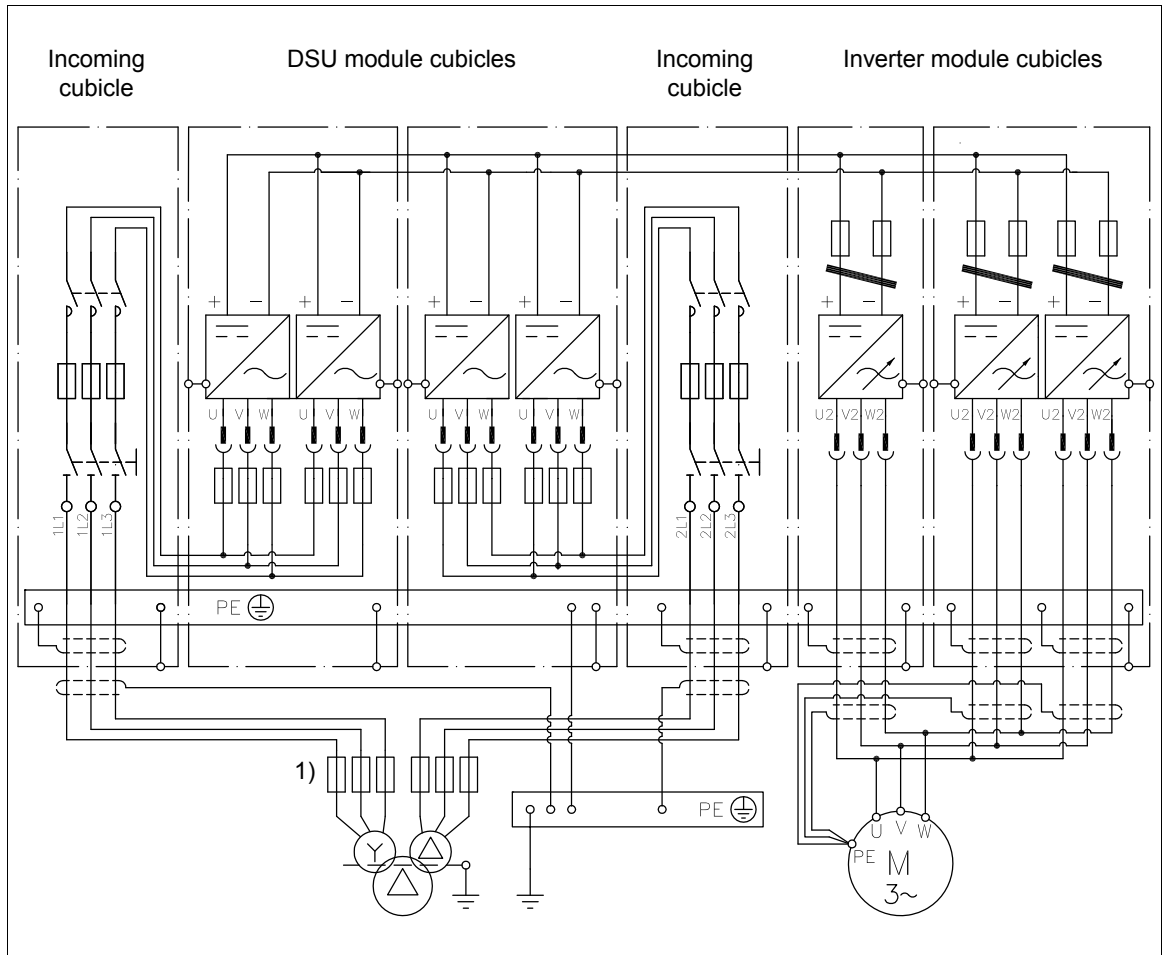 Incoming
cubicle
DSU module cubicles
Incoming
cubicle
Inverter module cubicles
+ − + − + − + − + − + − + −
U V W U V W U V W U V W U2 V2 W2 U2 V2 W2 U2 V2 W2
1L1 1L2 1L3 2L1 2L2 2L3
PE
1)
PE
U V W
PE
M
3~
Y